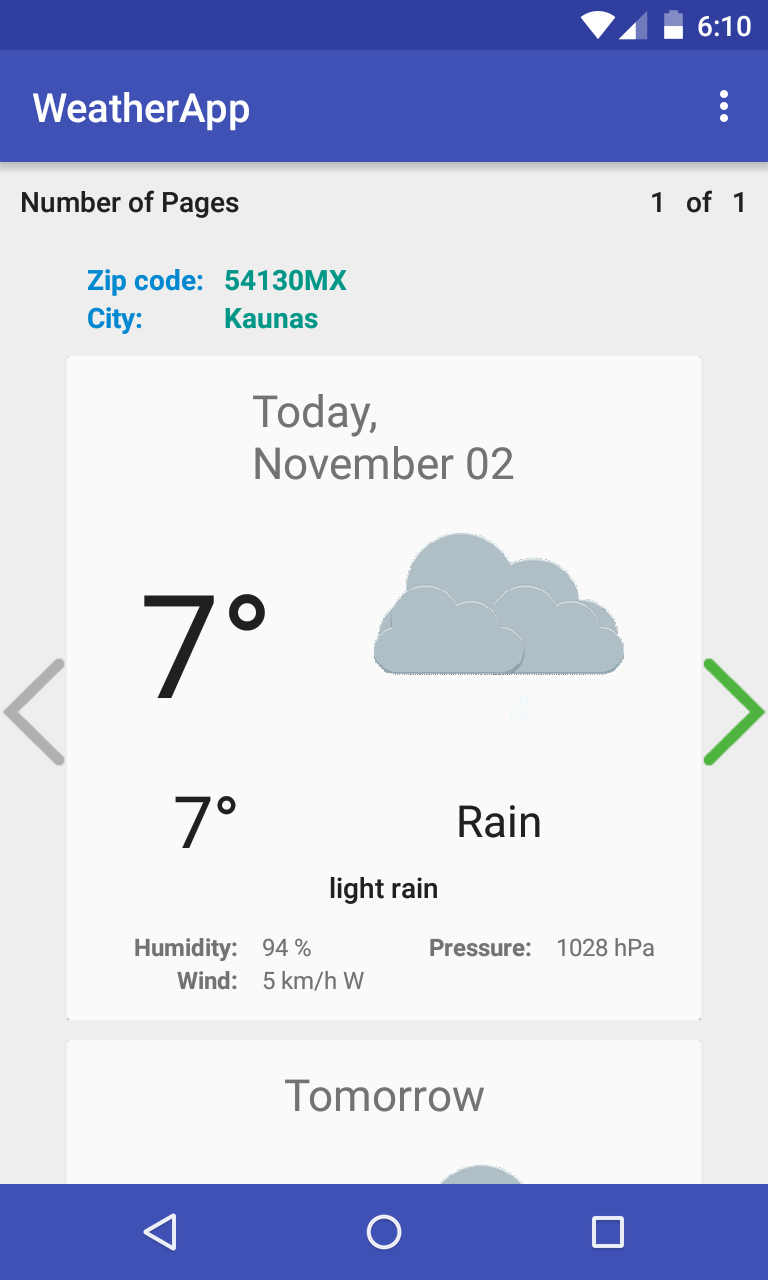 6:10
WeatherApp
Number of Pages 1 of 1
Zip code: 54130MX
City: Kaunas
Today,
November 02
7°
7° Rain
light rain
Humidity: 94 % Pressure: 1028 hPa
Wind: 5 km/h W
Tomorrow